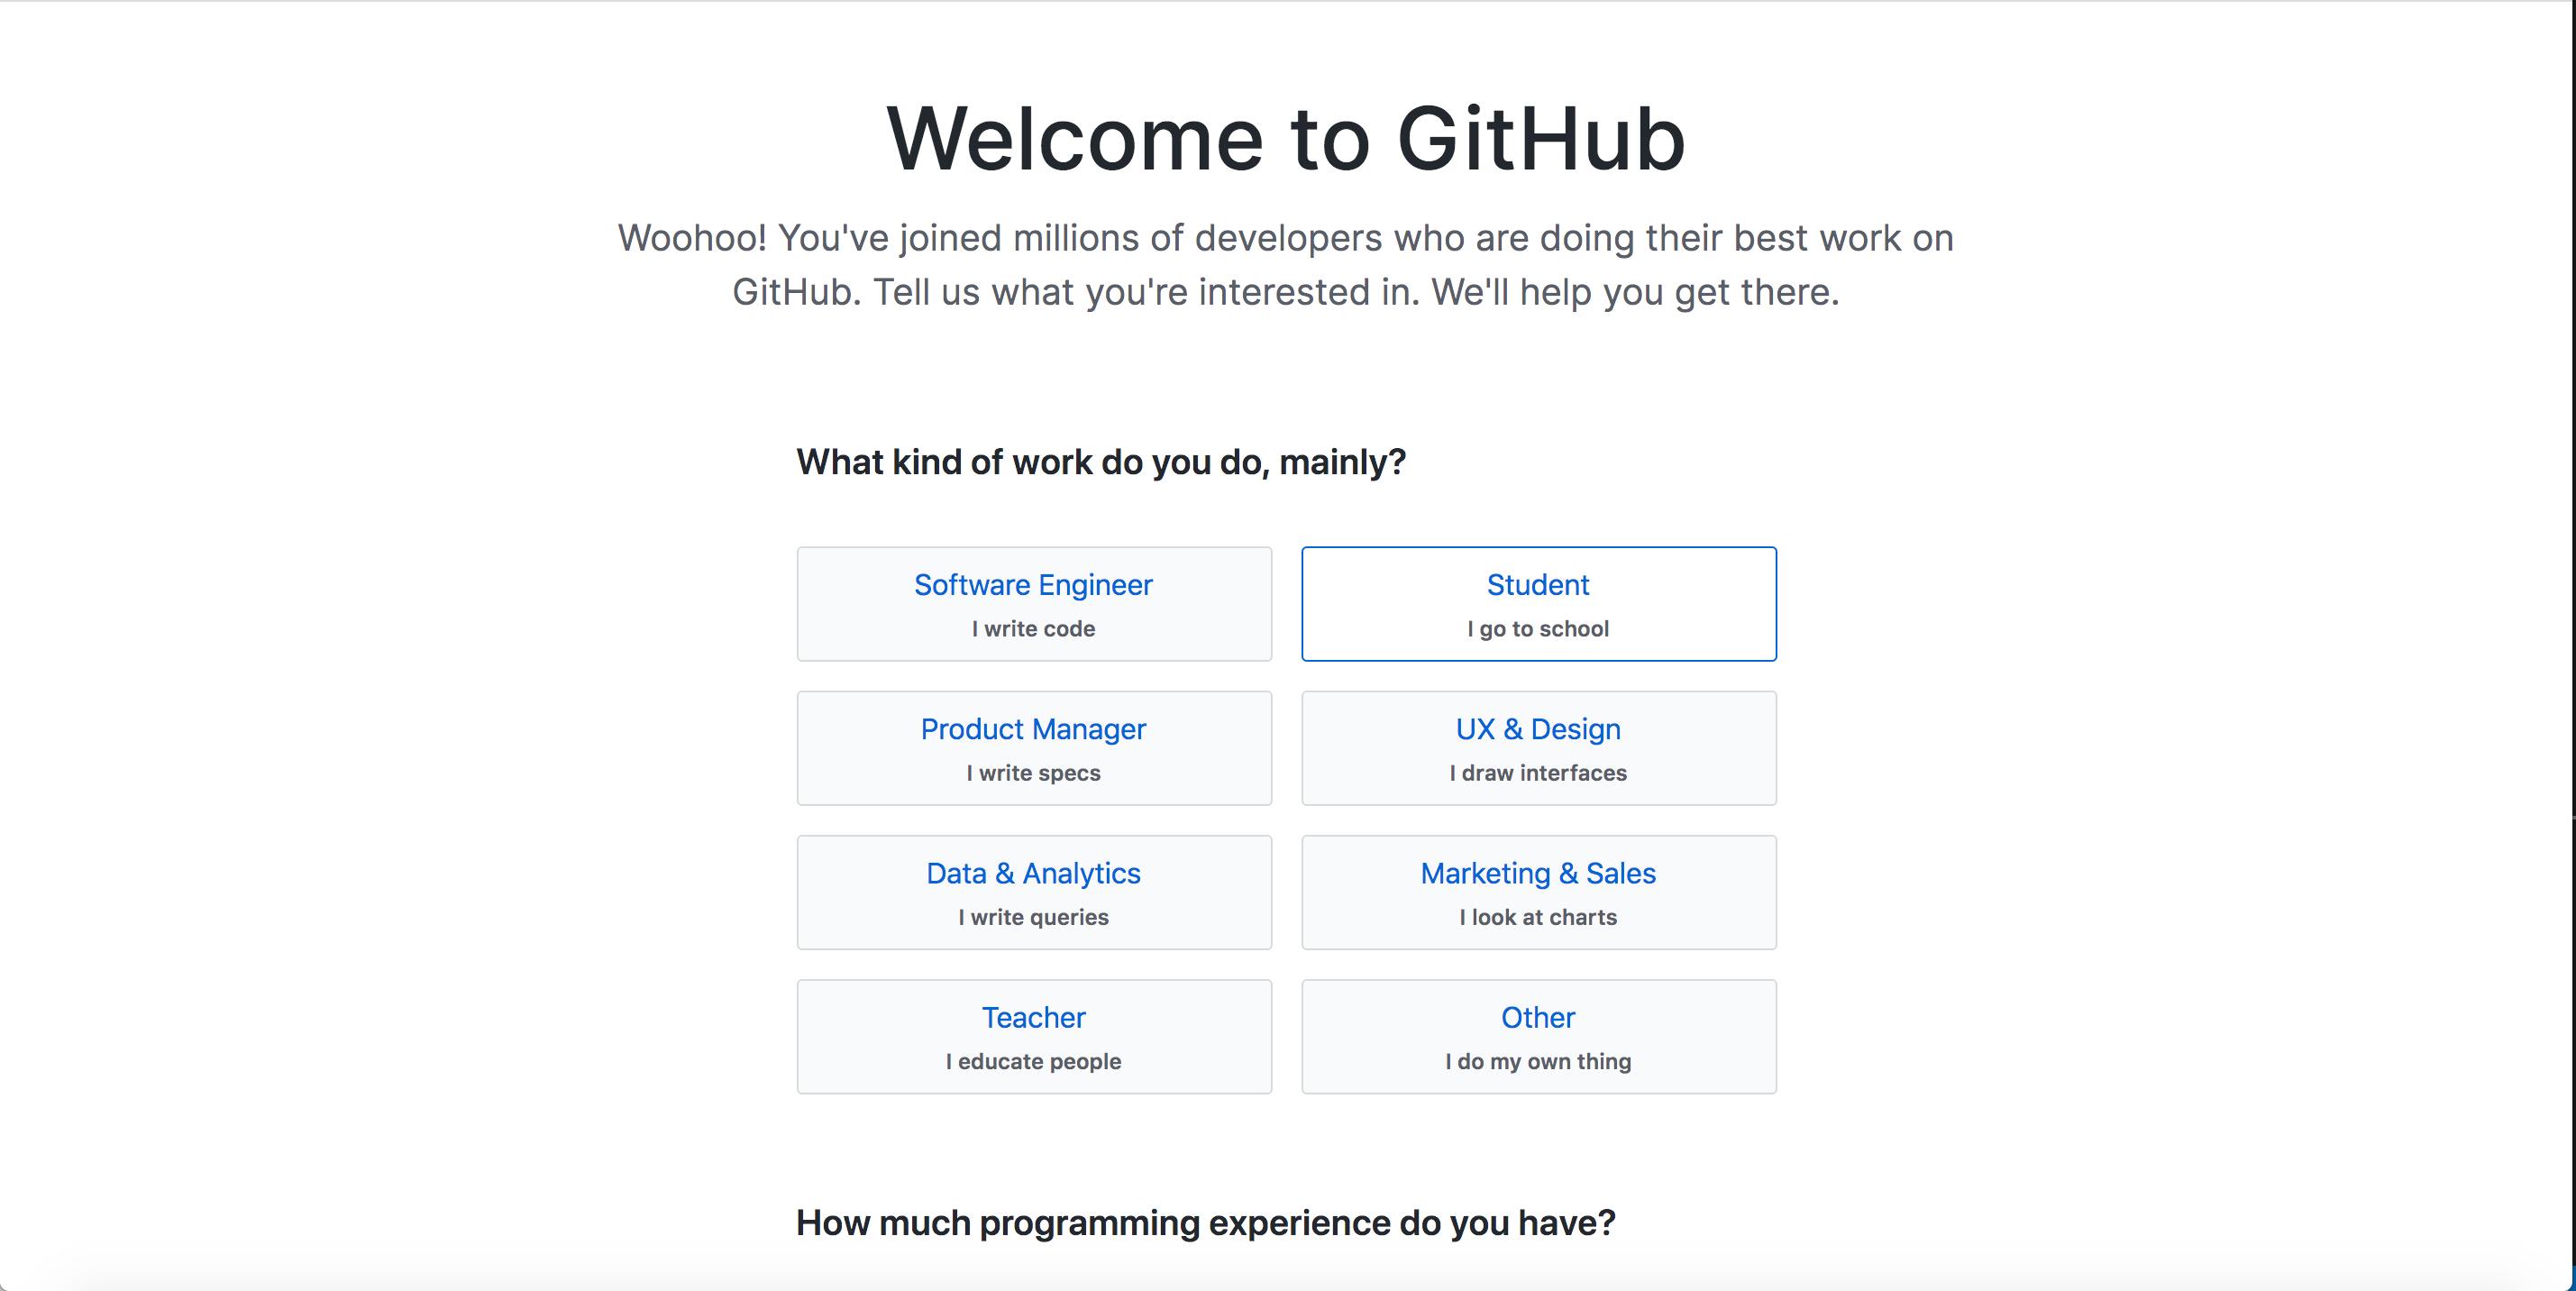 Welcome to GitHub
Woohoo! You've joined millions of developers who are doing their best work on
GitHub. Tell us what you're interested in. We'll help you get there.
What kind of work do you do, mainly?
Software Engineer
I write code
Student
I go to school
Product Manager
I write specs
UX & Design
I draw interfaces
Data & Analytics
I write queries
Marketing & Sales
I look at charts
Teacher
I educate people
Other
I do my own thing
How much programming experience do you have?